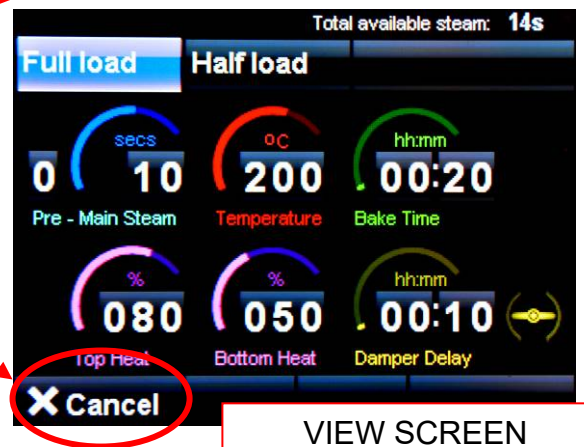 Total available steam: 14s
Full load Half load
secs °C hh:mm
0 10 200 00:20
Pre - Main Steam Temperature Bake Time
% % hh:mm
080 050 00:10
Top Heat Bottom Heat Damper Delay
X Cancel
VIEW SCREEN